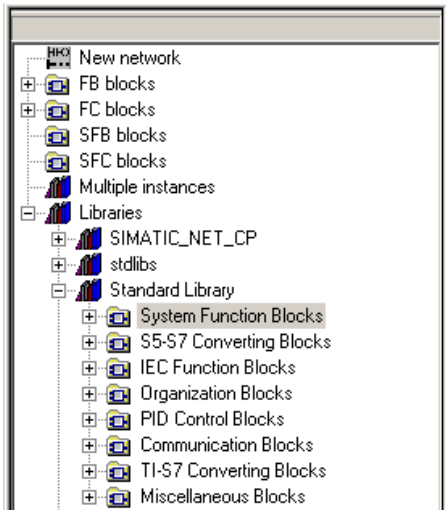 New network
FB blocks
FC blocks
SFB blocks
SFC blocks
Multiple instances
Libraries
SIMATIC_NET_CP
stdlibs
Standard Library
System Function Blocks
S5-S7 Converting Blocks
IEC Function Blocks
Organization Blocks
PID Control Blocks
Communication Blocks
TI-S7 Converting Blocks
Miscellaneous Blocks